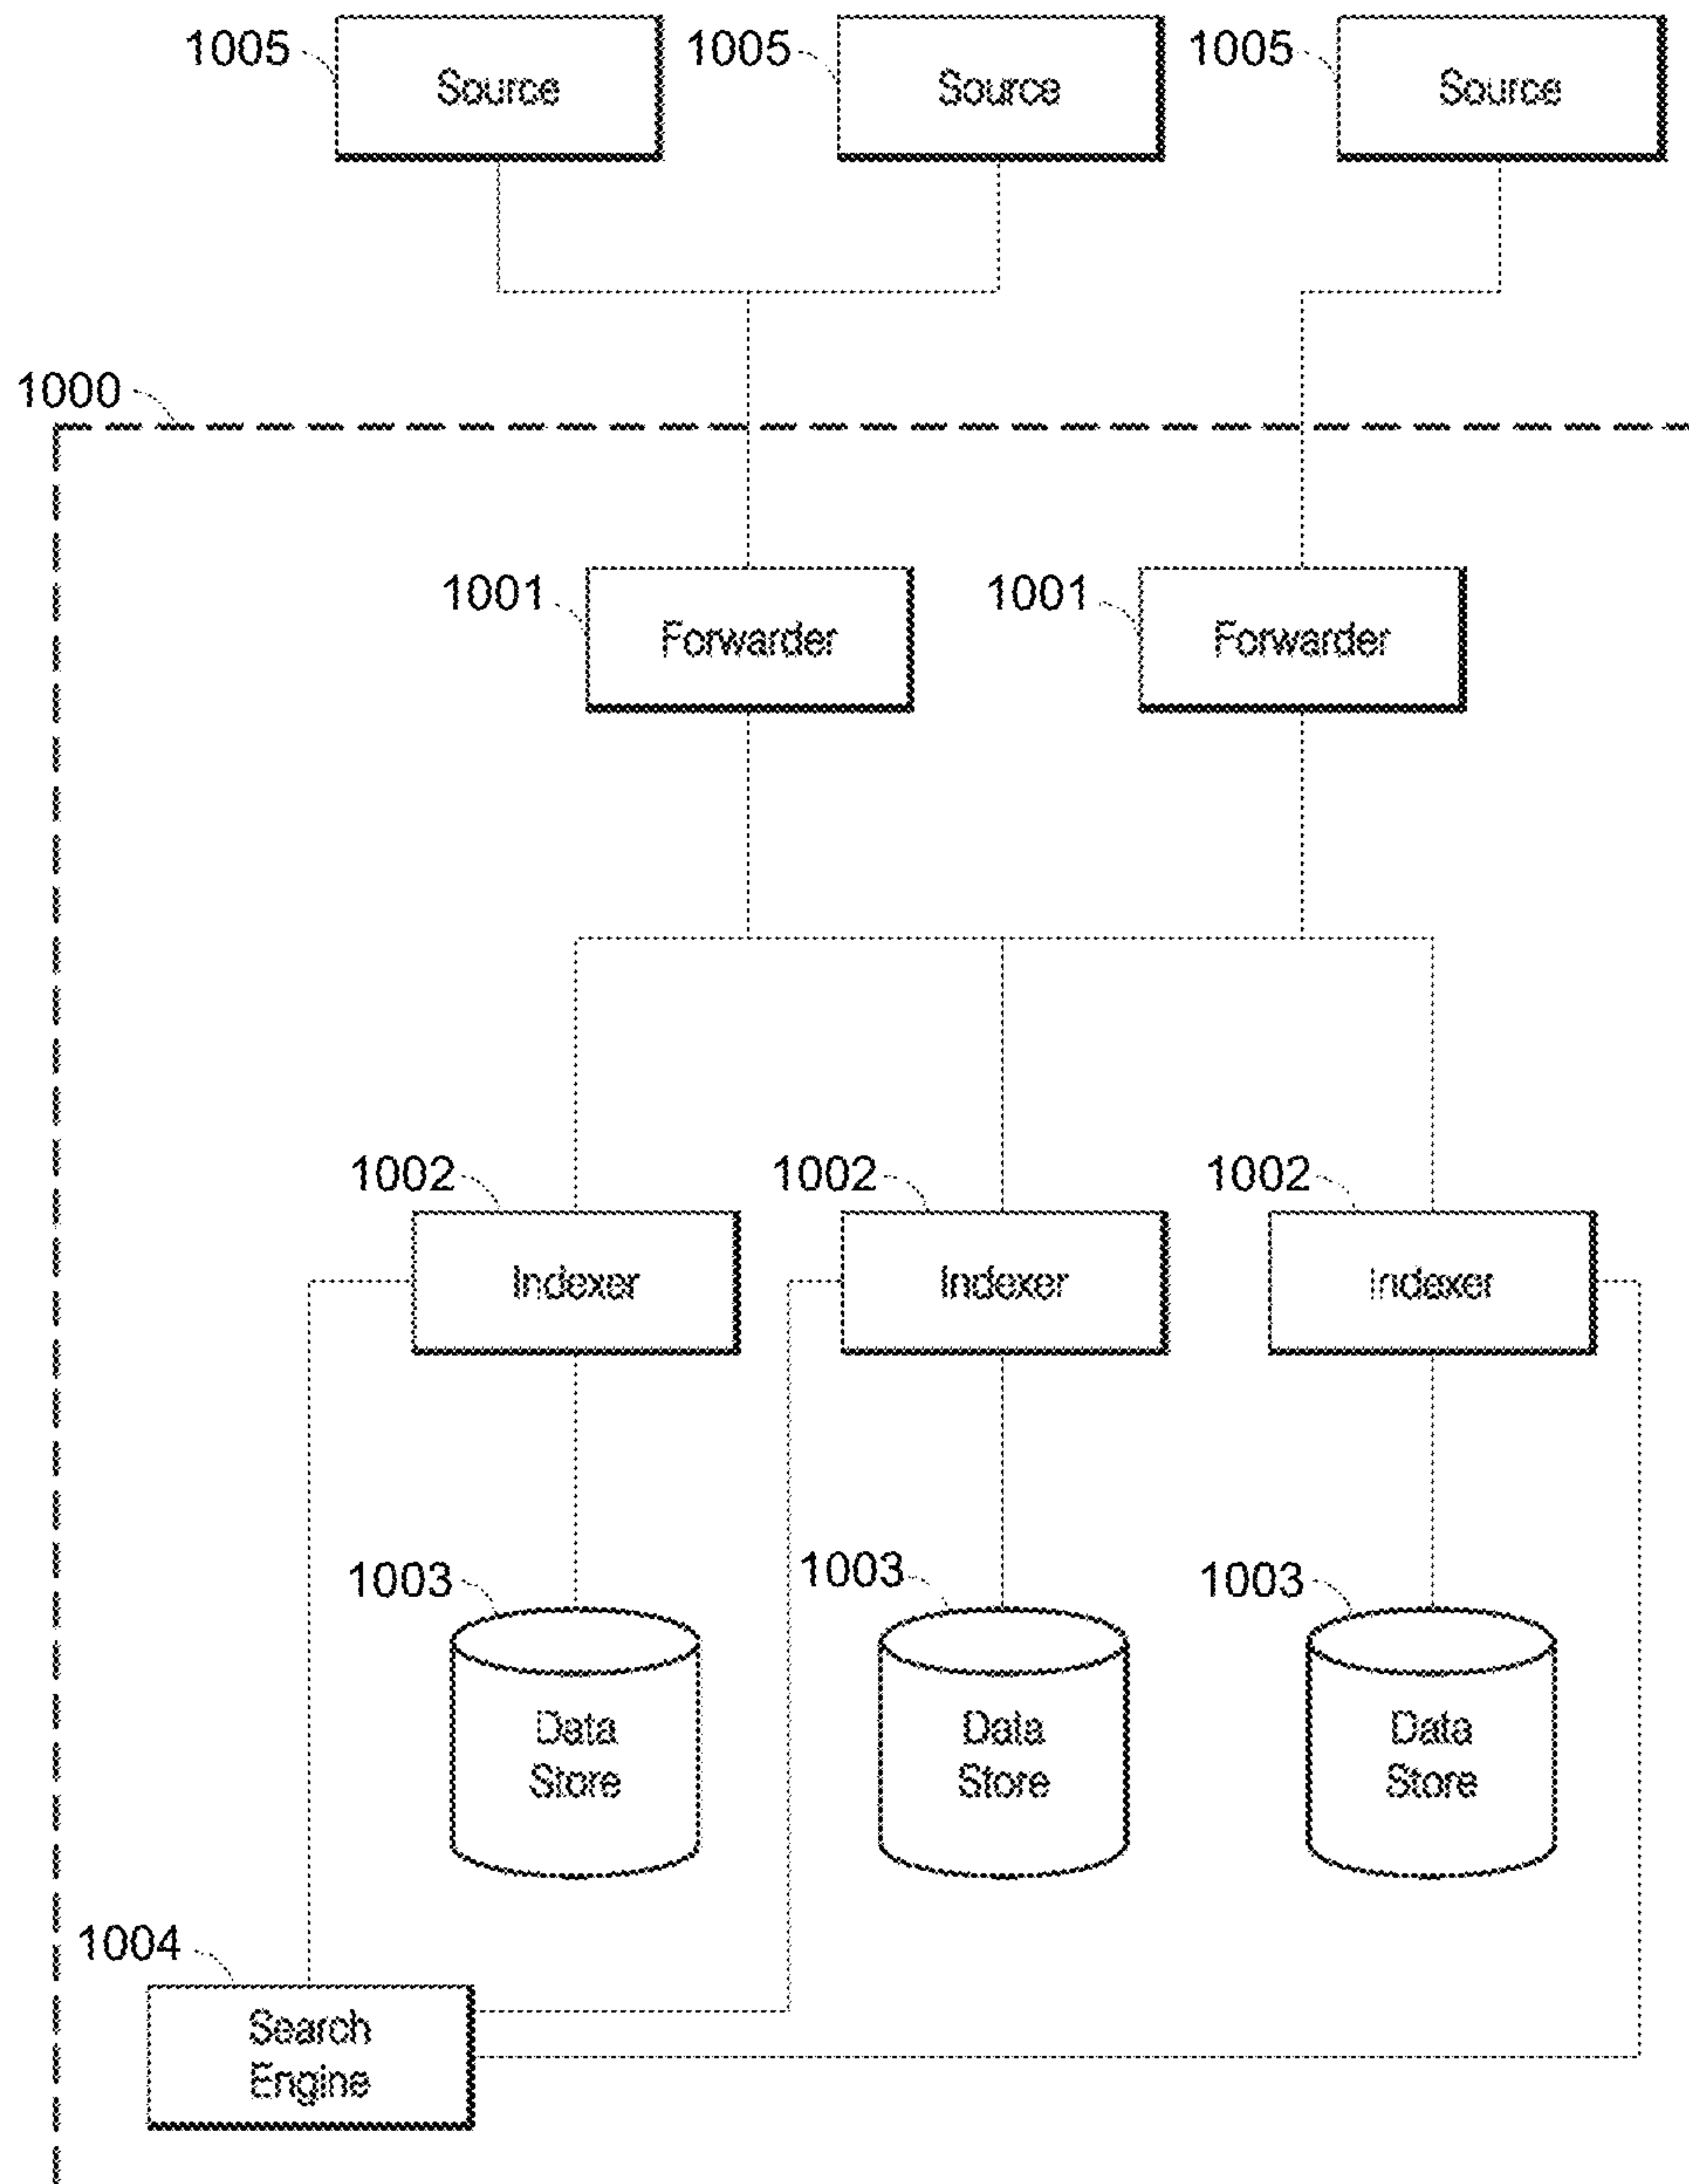 1005 1005 1005
Source Source Source
1000
1001 1001
Forwarder Forwarder
1002 1002 1002
Indexer Indexer Indexer
1003 1003 1003
Data Data Data
Store Store Store
1004
Search
Engine